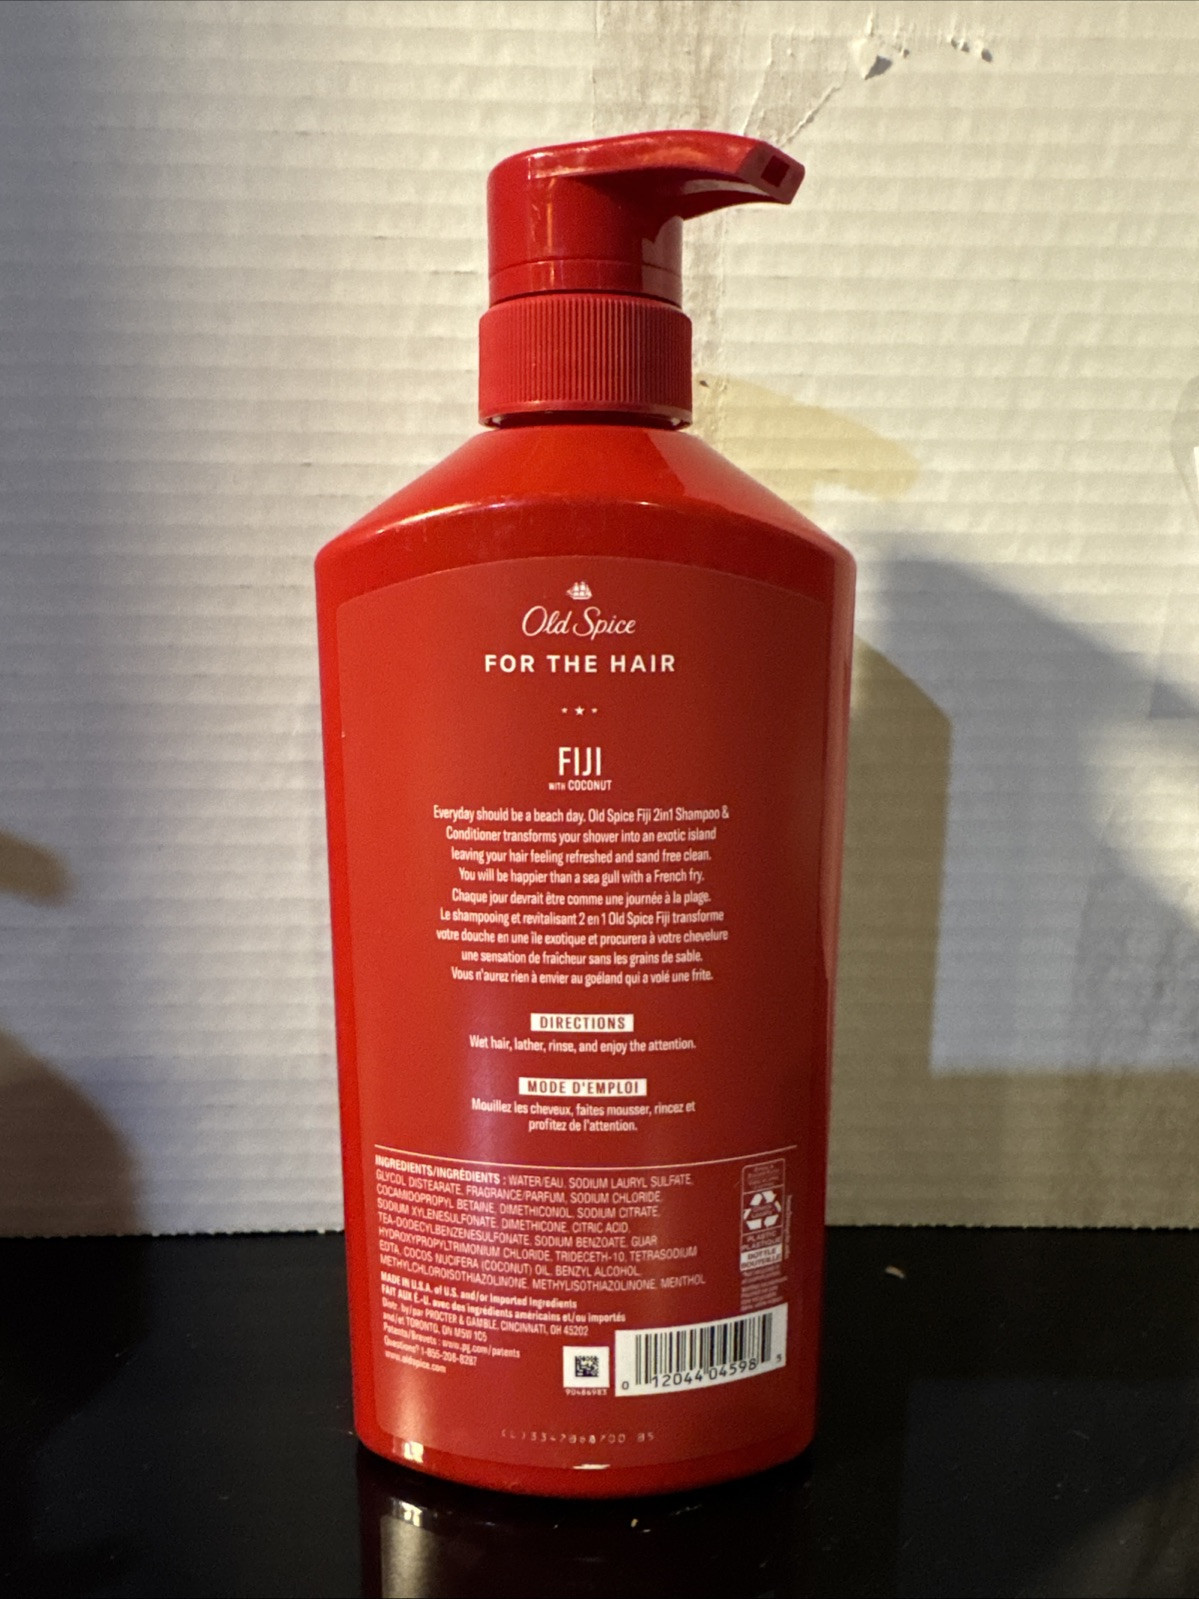 Old Spice
FOR THE HAIR
FIJI
WITH COCONUT
Everyday should be a beach day. Old Spice Fiji 2in1 Shampoo &
Conditioner transforms your shower into an exotic island
leaving your hair feeling refreshed and sand free clean.
You will be happier than a sea gull with a French fry.
Chaque jour devrait être comme une journée à la plage.
Le shampooing et revitalisant 2 en 1 Old Spice Fiji transforme
votre douche en une île exotique et procurera à votre chevelure
une sensation de fraîcheur sans les grains de sable.
Vous n'aurez rien à envier au goéland qui a volé une frite.
DIRECTIONS
Wet hair, lather, rinse, and enjoy the attention.
MODE D'EMPLOI
Mouillez les cheveux, faites mousser, rincez et
profitez de l'attention.
INGREDIENTS/INGRÉDIENTS : WATER/EAU, SODIUM LAURYL SULFATE,
GLYCOL DISTEARATE, FRAGRANCE/PARFUM, SODIUM CHLORIDE,
COCAMIDOPROPYL BETAINE, DIMETHICONOL, SODIUM CITRATE,
SODIUM XYLENESULFONATE, DIMETHICONE, CITRIC ACID,
TEA-DODECYLBENZENESULFONATE, SODIUM BENZOATE, GUAR
HYDROXYPROPYLTRIMONIUM CHLORIDE, TRIDECETH-10, TETRASODIUM
EDTA, COCOS NUCIFERA (COCONUT) OIL, BENZYL ALCOHOL,
METHYLCHLOROISOTHIAZOLINONE, METHYLISOTHIAZOLINONE, MENTHOL
MADE IN U.S.A. of U.S. and/or Imported Ingredients
FAIT AUX É.-U. avec des ingrédients américains et/ou importés
Distr. by/par PROCTER & GAMBLE, CINCINNATI, OH 45202
and/et TORONTO, ON M5W 1C5
Patents/Brevets : www.pg.com/patents
Questions? 1-855-208-8287
www.oldspice.com
PLASTIC
PLASTIQUE
BOTTLE
BOUTEILLE
90486983
0 12044 04598 5